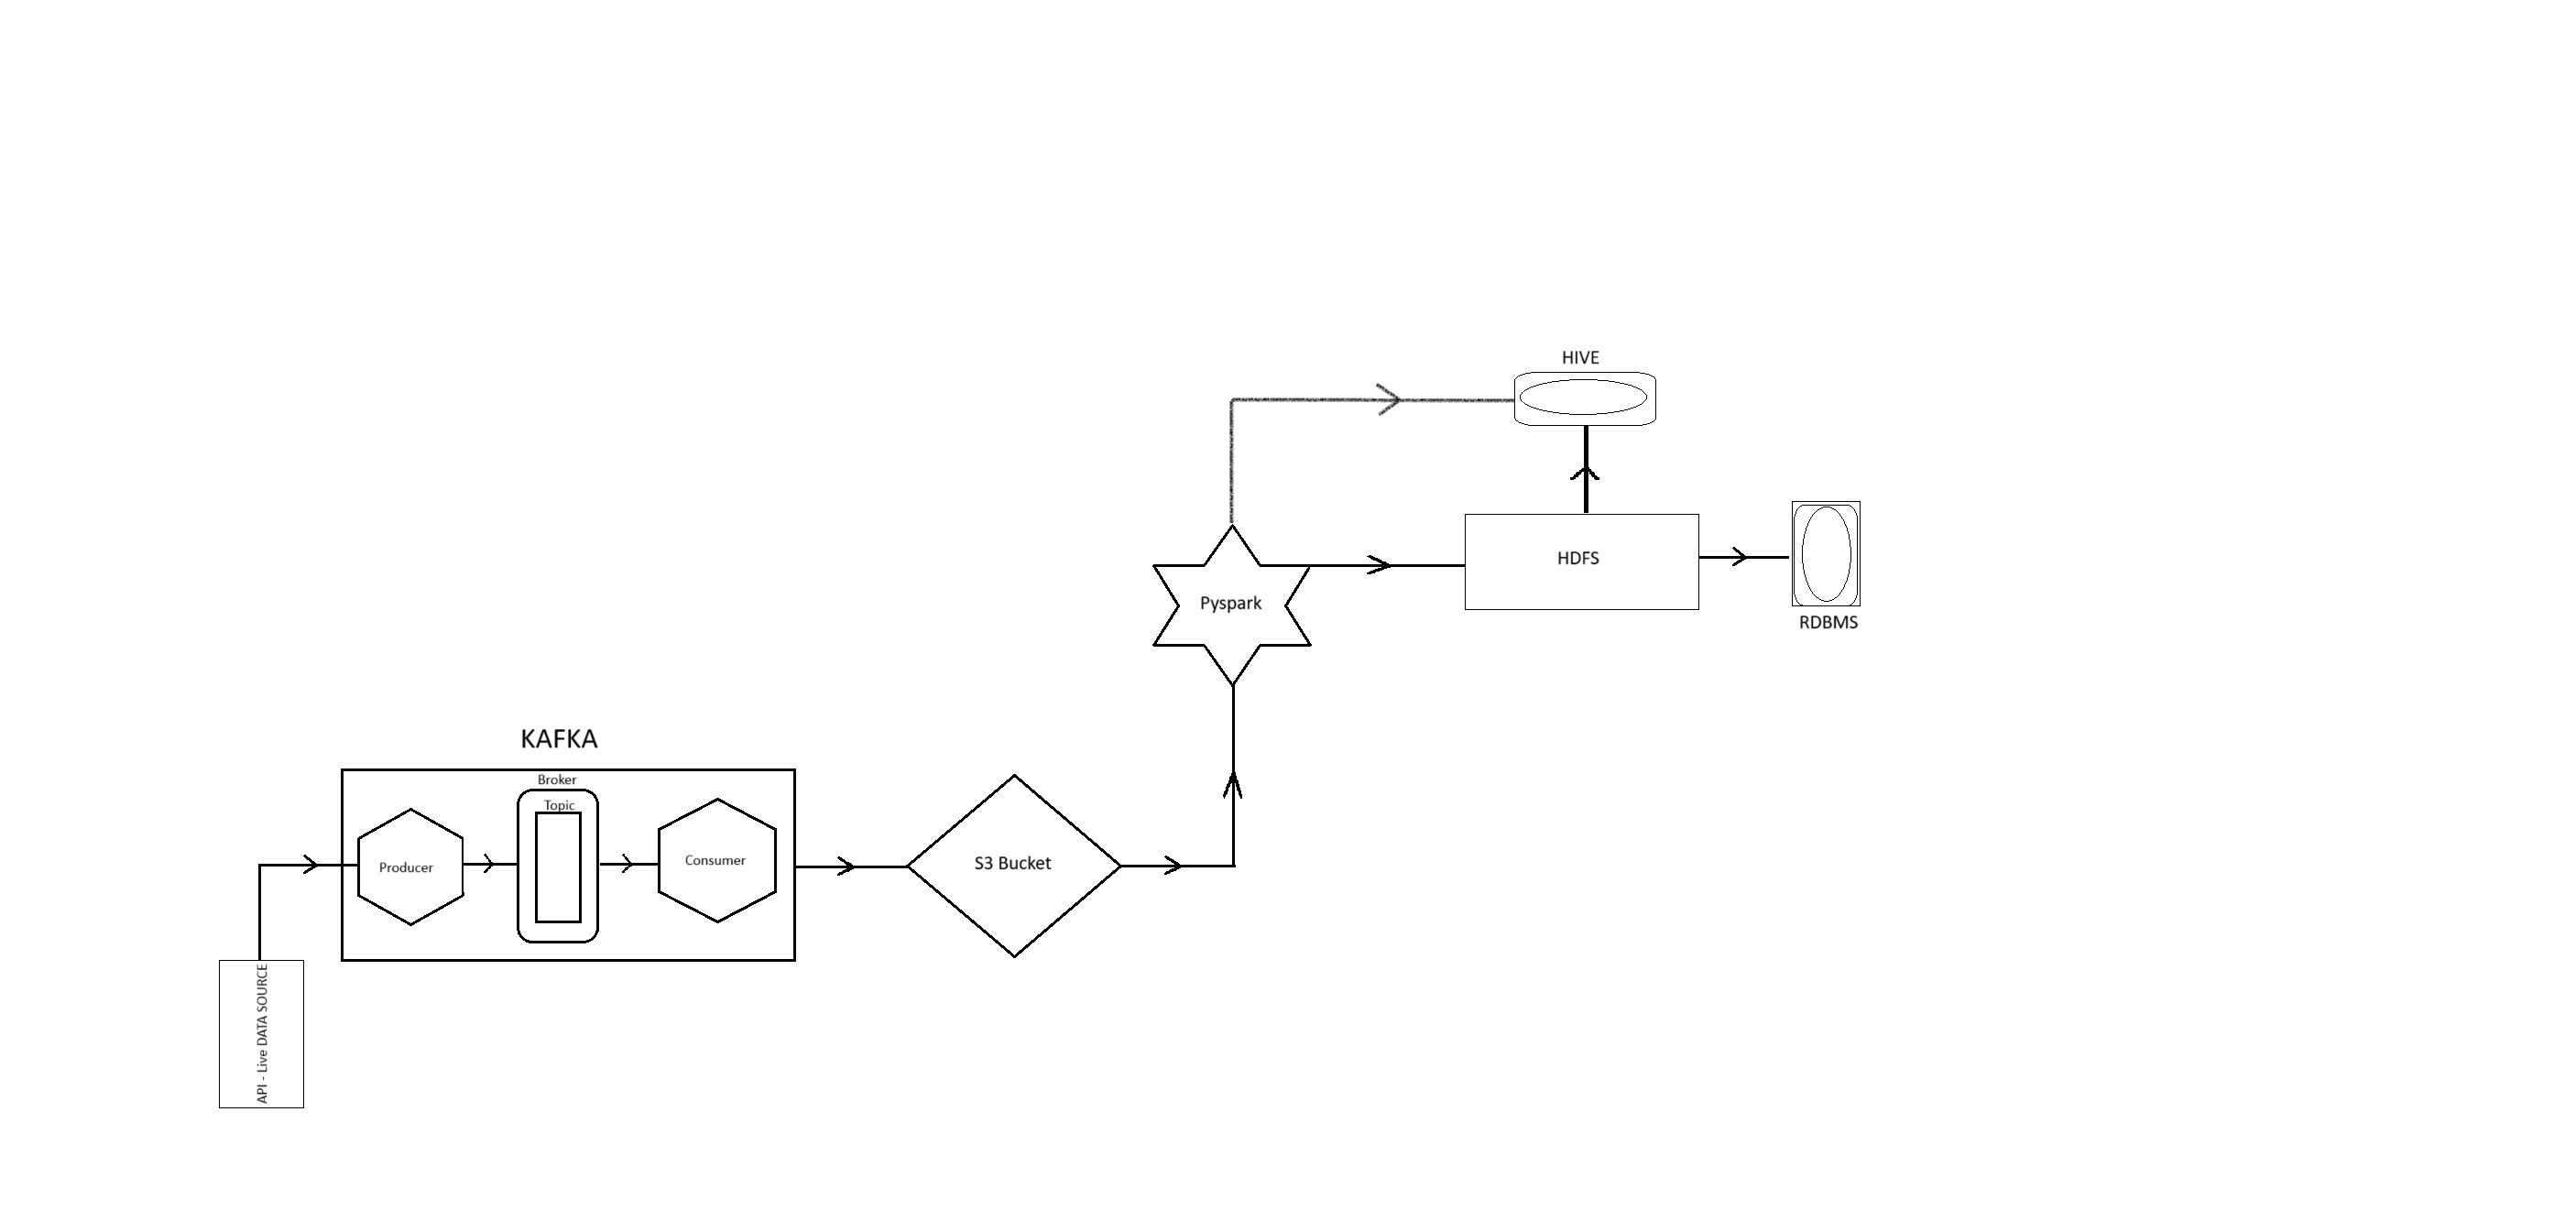 HIVE
HDFS
Pyspark
RDBMS
KAFKA
Broker
Topic
Producer
Consumer
S3 Bucket
API - Live DATA SOURCE